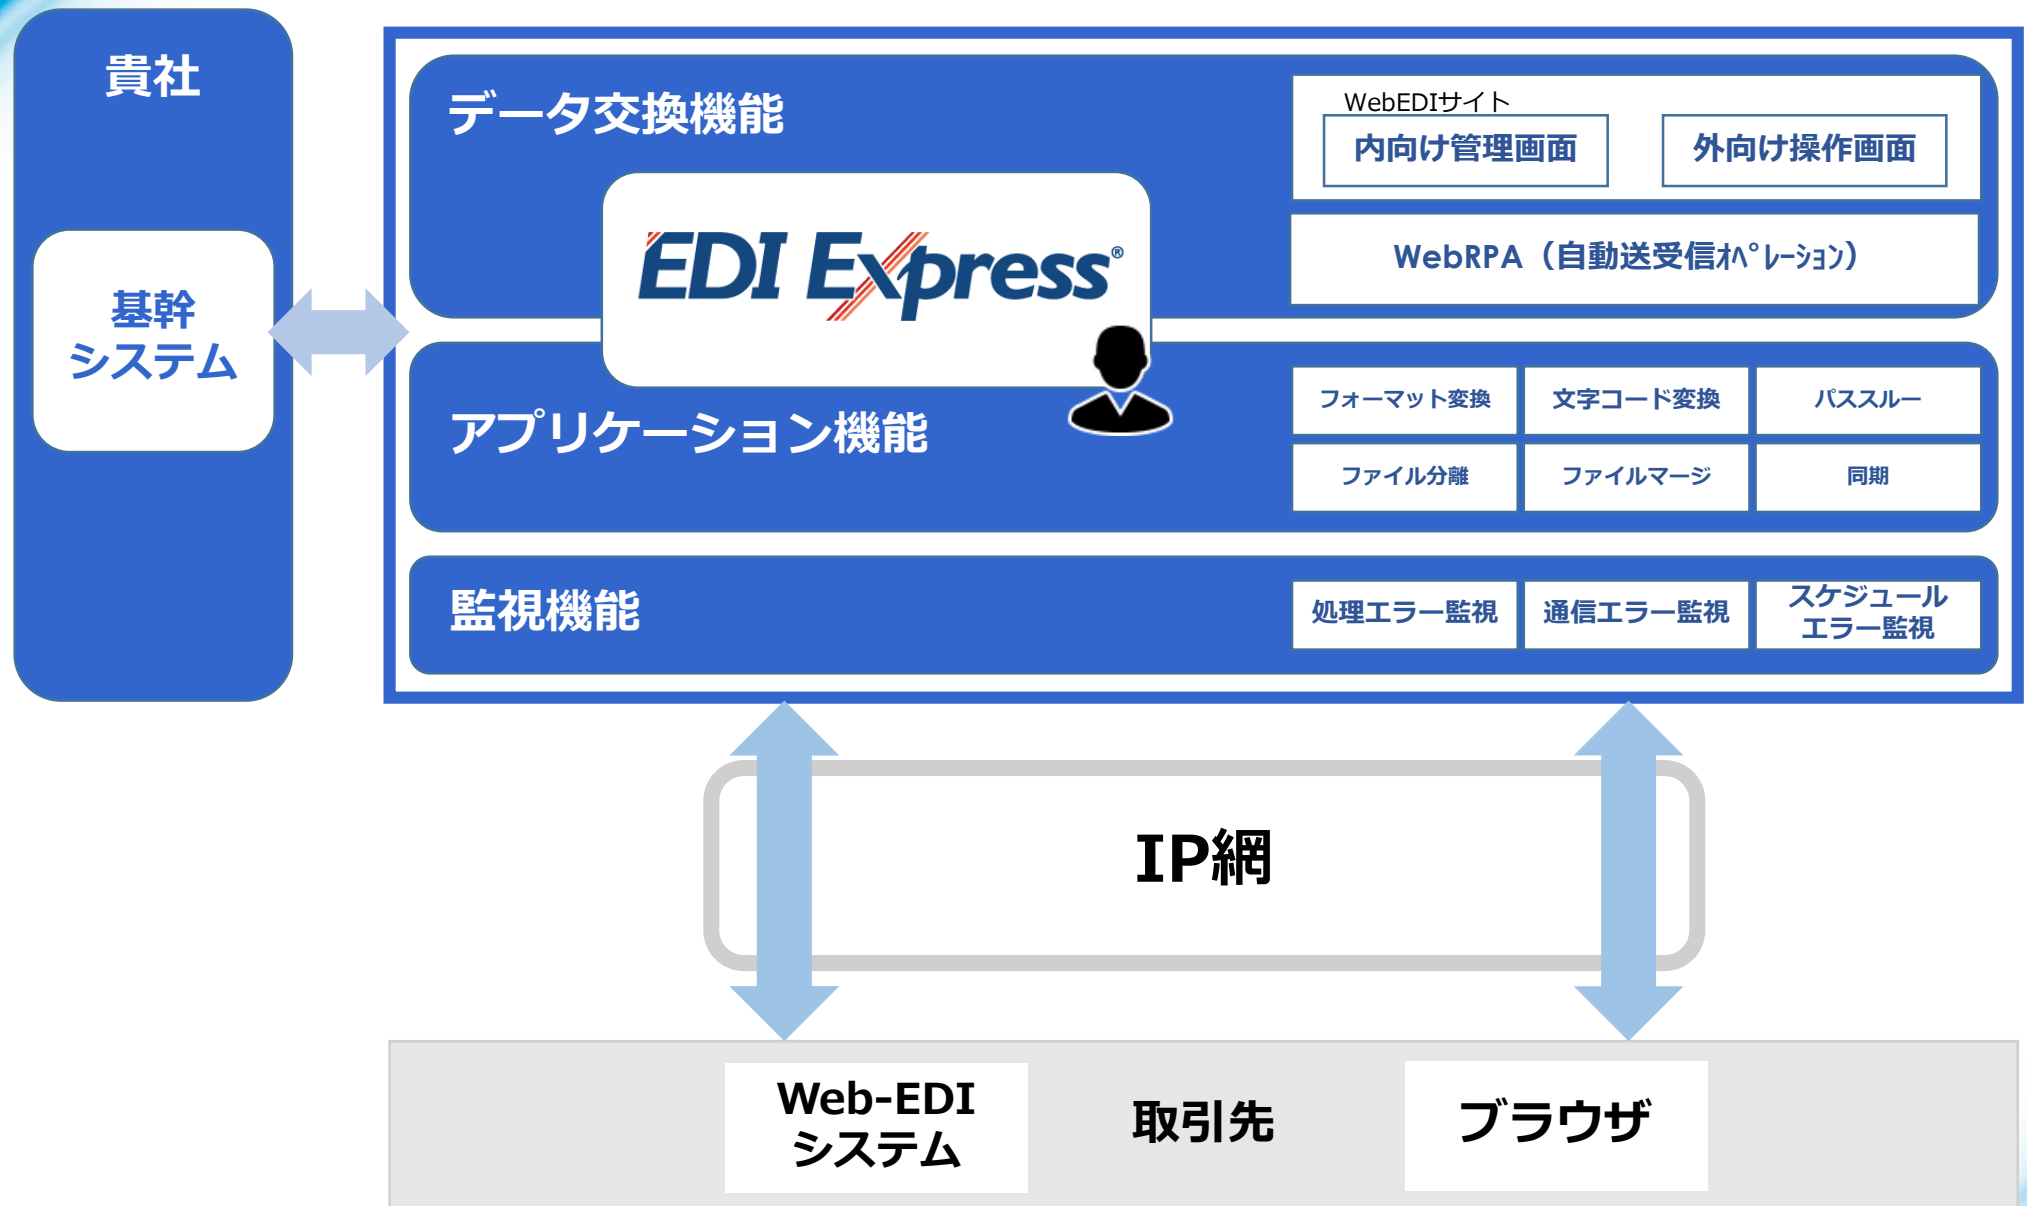 貴社
基幹
システム
データ交換機能
WebEDIサイト
内向け管理画面
外向け操作画面
WebRPA（自動送受信ｵﾍﾟﾚｰｼｮﾝ）
EDI Express®
アプリケーション機能
フォーマット変換
文字コード変換
パススルー
ファイル分離
ファイルマージ
同期
監視機能
処理エラー監視
通信エラー監視
スケジュール
エラー監視
IP網
Web-EDI
システム
取引先
ブラウザ